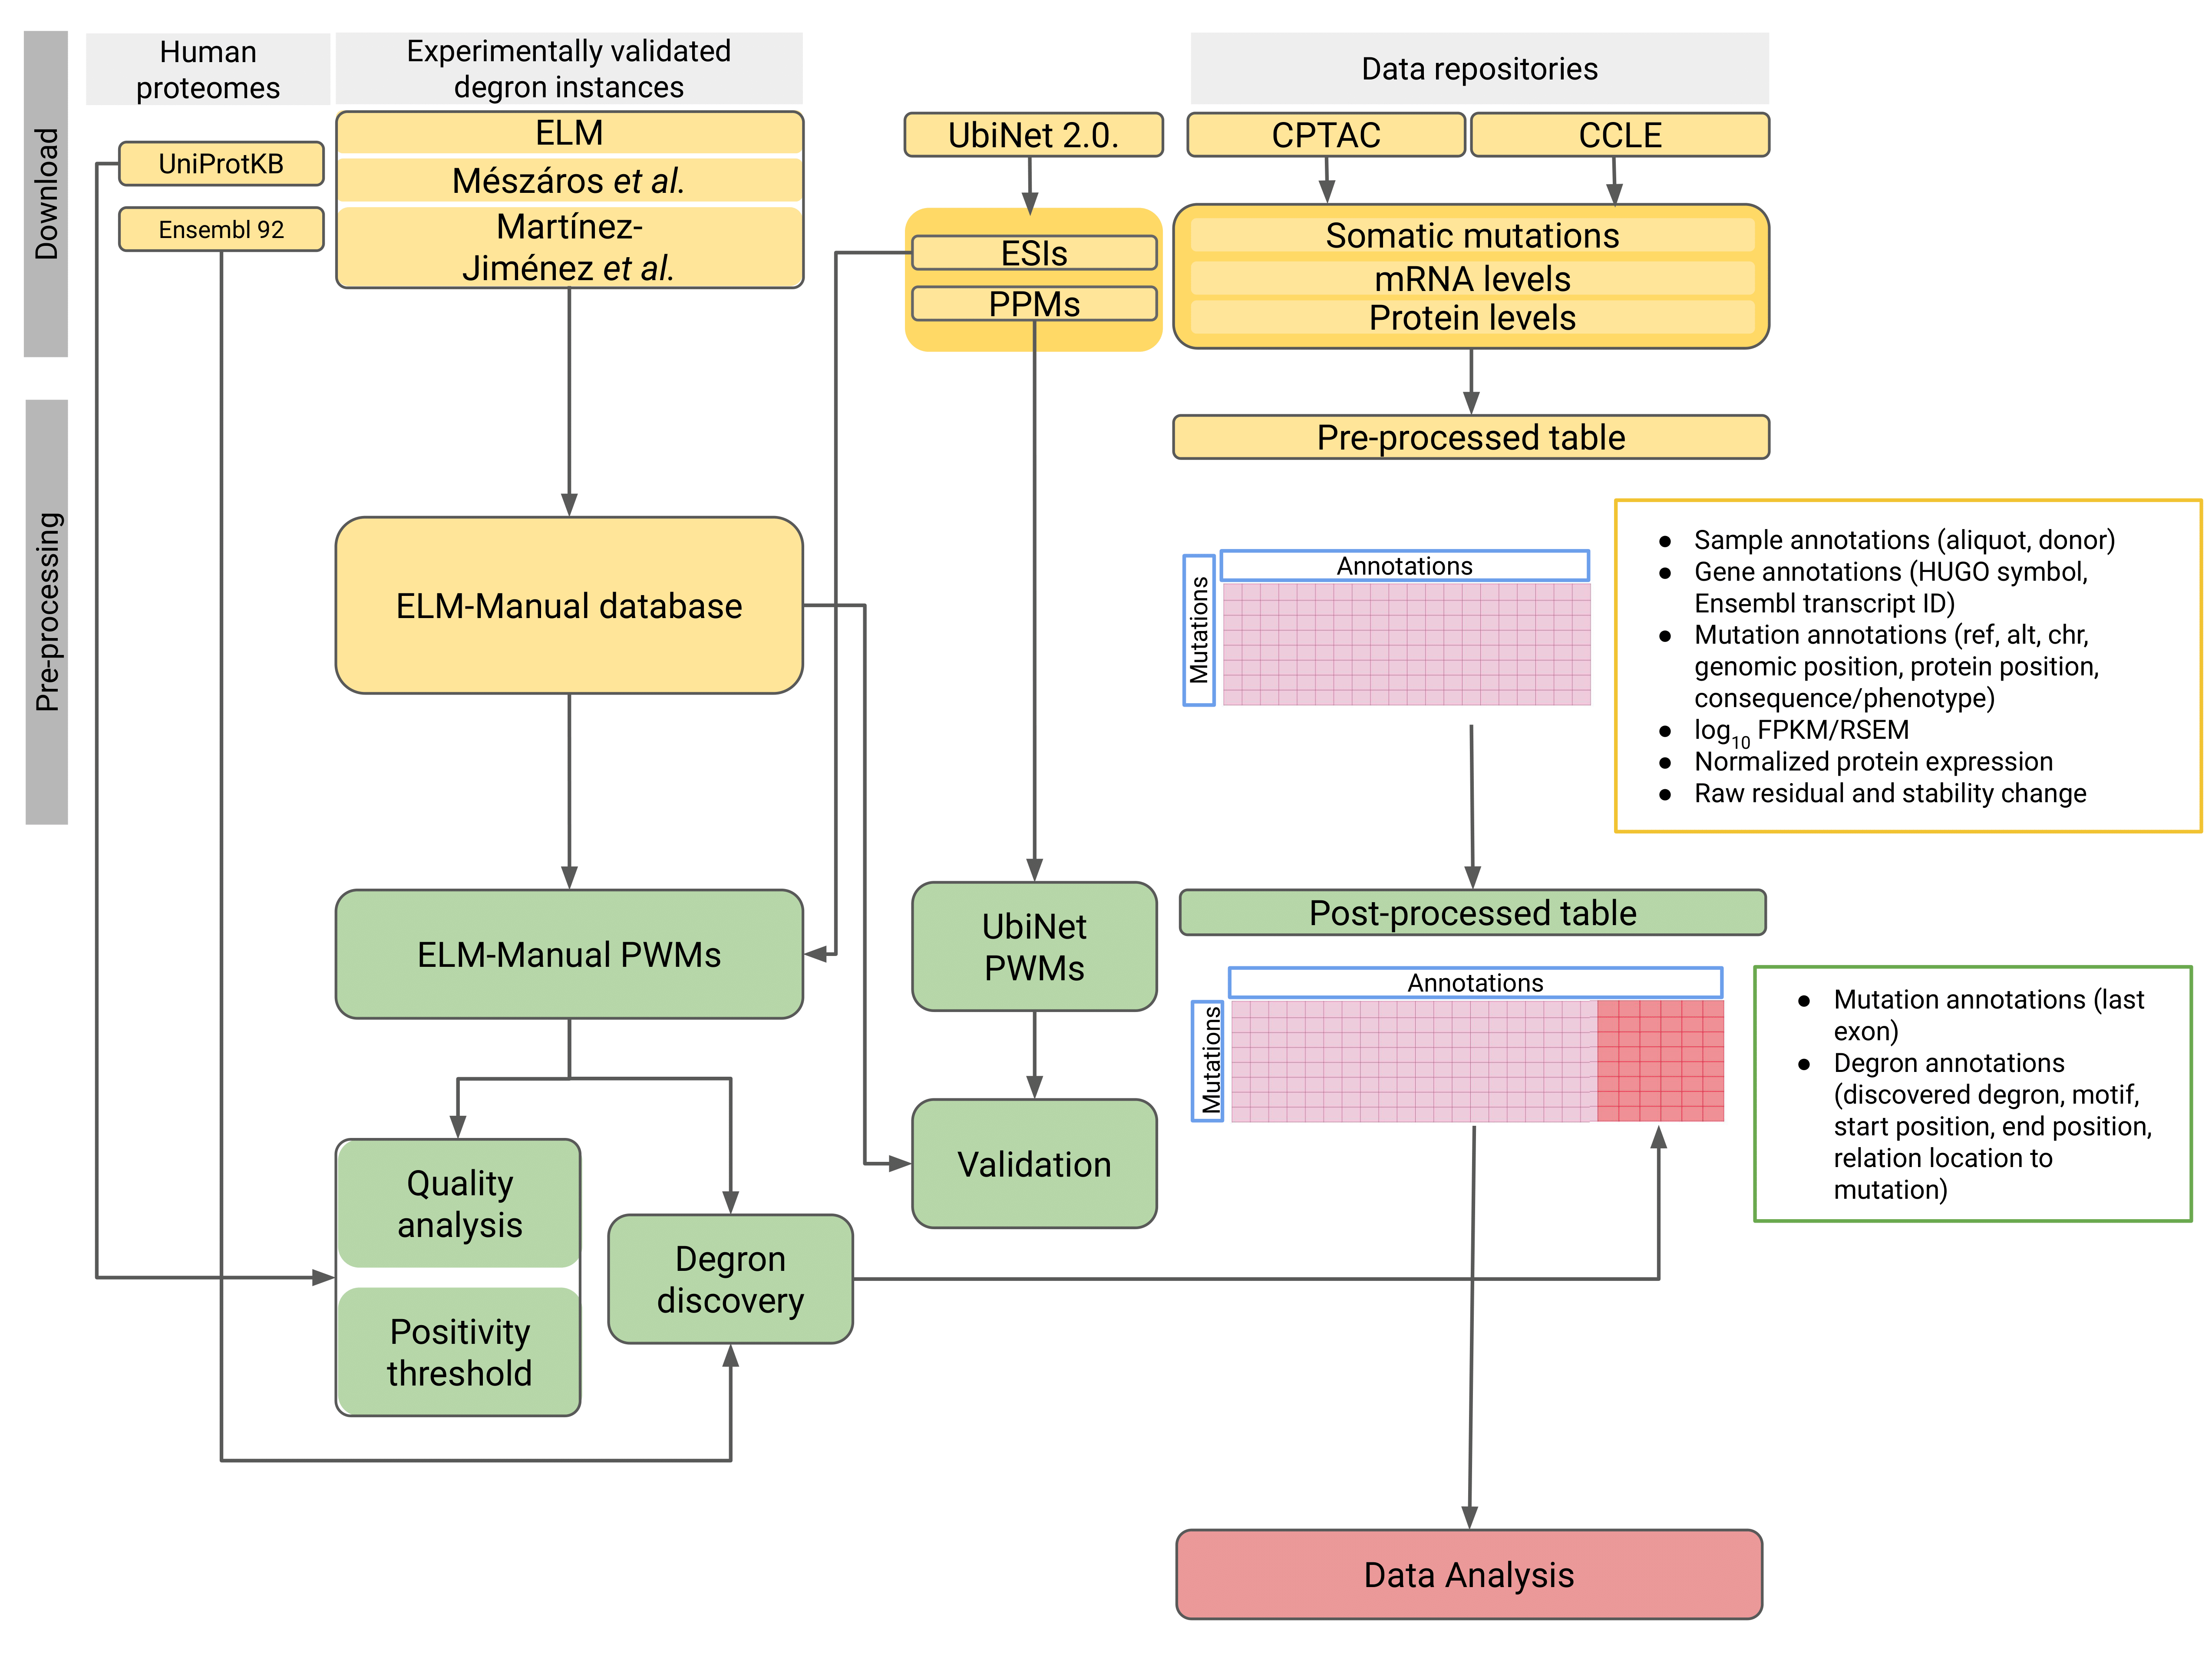 Download
Human
proteomes
Experimentally validated
degron instances
Data repositories
UniProtKB
Ensembl 92
ELM
Mészáros et al.
Martínez-
Jiménez et al.
UbiNet 2.0.
ESIs
PPMs
CPTAC
CCLE
Somatic mutations
mRNA levels
Protein levels
Pre-processing
Pre-processed table
ELM-Manual database
Annotations
Mutations
● Sample annotations (aliquot, donor)
● Gene annotations (HUGO symbol,
Ensembl transcript ID)
● Mutation annotations (ref, alt, chr,
genomic position, protein position,
consequence/phenotype)
● log10 FPKM/RSEM
● Normalized protein expression
● Raw residual and stability change
ELM-Manual PWMs
UbiNet
PWMs
Post-processed table
Annotations
Mutations
● Mutation annotations (last
exon)
● Degron annotations
(discovered degron, motif,
start position, end position,
relation location to
mutation)
Quality
analysis
Positivity
threshold
Degron
discovery
Validation
Data Analysis